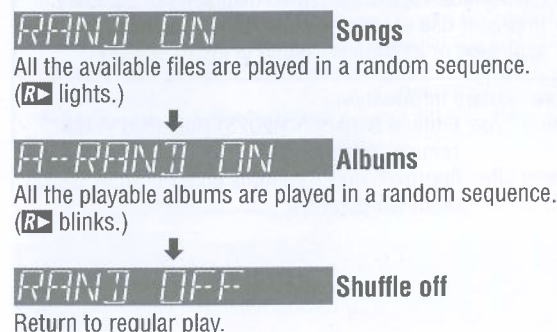 RAND ON Songs
All the available files are played in a random sequence.
(R▶ lights.)
⬇
A-RAND ON Albums
All the playable albums are played in a random sequence.
(R▶ blinks.)
⬇
RAND OFF Shuffle off
Return to regular play.